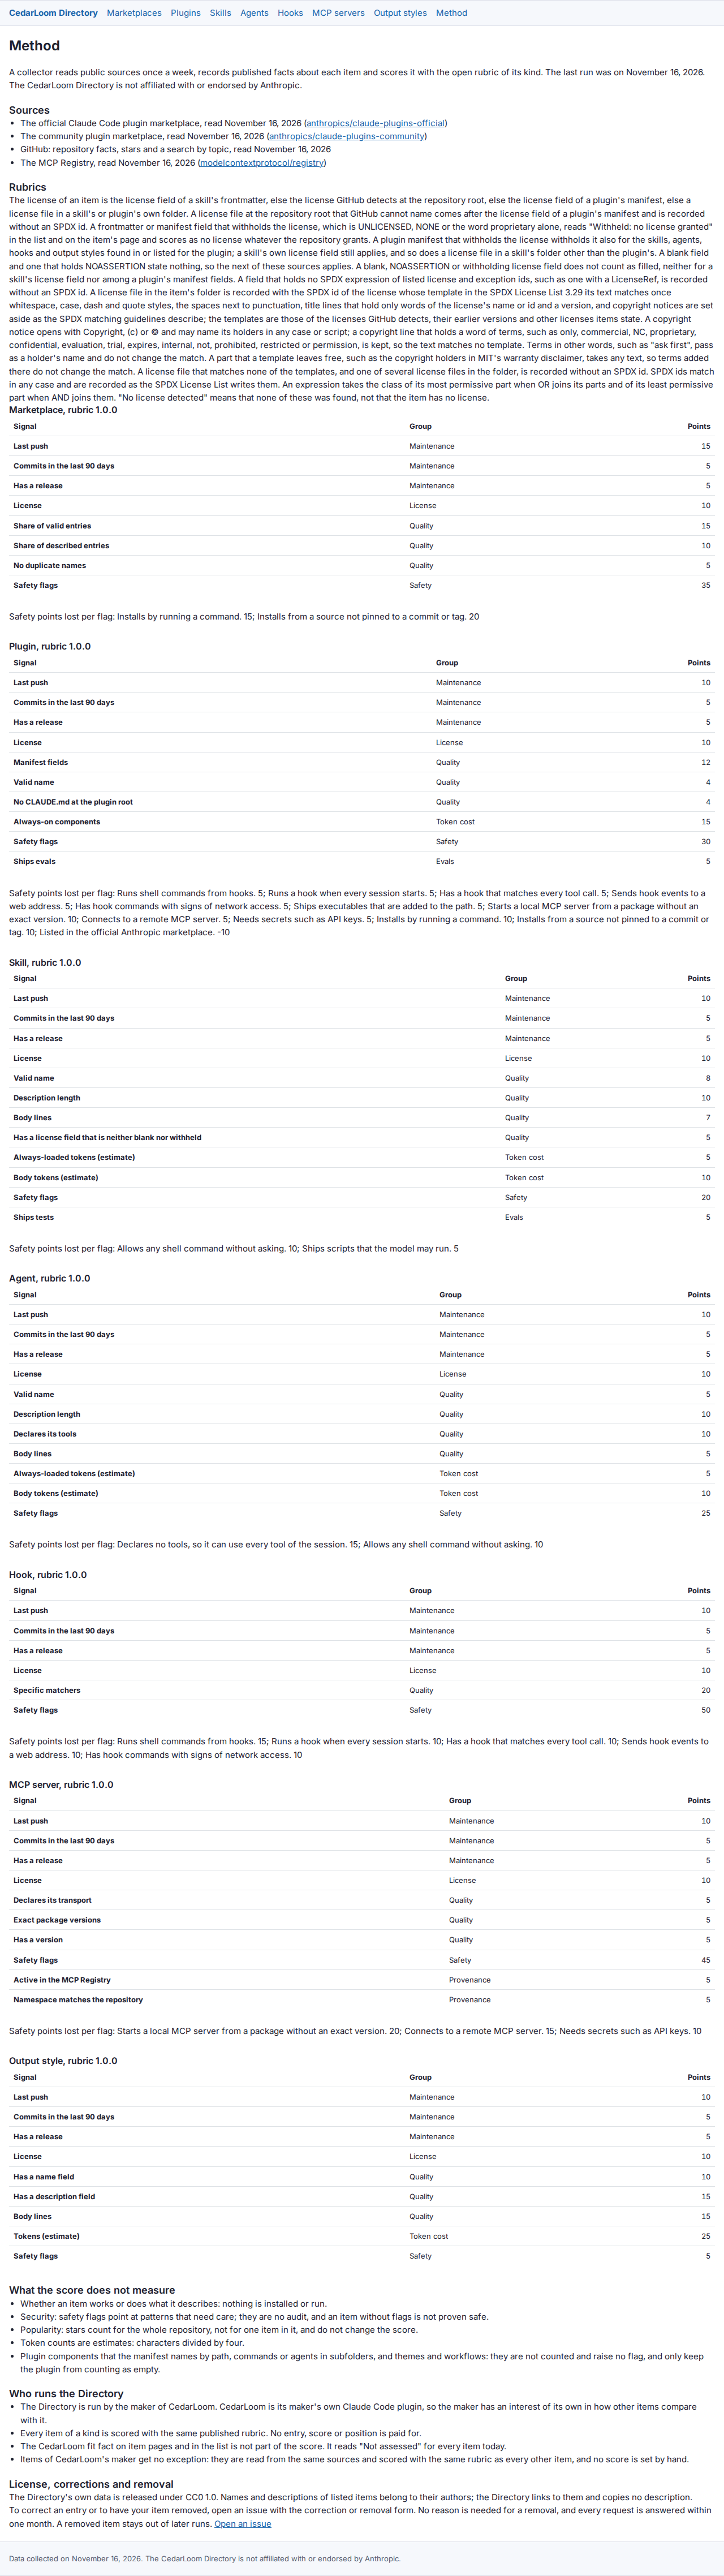 CedarLoom Directory Marketplaces Plugins Skills Agents Hooks MCP servers Output styles Method
Method
A collector reads public sources once a week, records published facts about each item and scores it with the open rubric of its kind. The last run was on November 16, 2026.
The CedarLoom Directory is not affiliated with or endorsed by Anthropic.
Sources
• The official Claude Code plugin marketplace, read November 16, 2026 (anthropics/claude-plugins-official)
• The community plugin marketplace, read November 16, 2026 (anthropics/claude-plugins-community)
• GitHub: repository facts, stars and a search by topic, read November 16, 2026
• The MCP Registry, read November 16, 2026 (modelcontextprotocol/registry)
Rubrics
The license of an item is the license field of a skill's frontmatter, else the license GitHub detects at the repository root, else the license field of a plugin's manifest, else a
license file in a skill's or plugin's own folder. A license file at the repository root that GitHub cannot name comes after the license field of a plugin's manifest and is recorded
without an SPDX id. A frontmatter or manifest field that withholds the license, which is UNLICENSED, NONE or the word proprietary alone, reads "Withheld: no license granted"
in the list and on the item's page and scores as no license whatever the repository grants. A plugin manifest that withholds the license withholds it also for the skills, agents,
hooks and output styles found in or listed for the plugin; a skill's own license field still applies, and so does a license file in a skill's folder other than the plugin's. A blank field
and one that holds NOASSERTION state nothing, so the next of these sources applies. A blank, NOASSERTION or withholding license field does not count as filled, neither for a
skill's license field nor among a plugin's manifest fields. A field that holds no SPDX expression of listed license and exception ids, such as one with a LicenseRef, is recorded
without an SPDX id. A license file in the item's folder is recorded with the SPDX id of the license whose template in the SPDX License List 3.29 its text matches once
whitespace, case, dash and quote styles, the spaces next to punctuation, title lines that hold only words of the license's name or id and a version, and copyright notices are set
aside as the SPDX matching guidelines describe; the templates are those of the licenses GitHub detects, their earlier versions and other licenses items state. A copyright
notice opens with Copyright, (c) or © and may name its holders in any case or script; a copyright line that holds a word of terms, such as only, commercial, NC, proprietary,
confidential, evaluation, trial, expires, internal, not, prohibited, restricted or permission, is kept, so the text matches no template. Terms in other words, such as "ask first", pass
as a holder's name and do not change the match. A part that a template leaves free, such as the copyright holders in MIT's warranty disclaimer, takes any text, so terms added
there do not change the match. A license file that matches none of the templates, and one of several license files in the folder, is recorded without an SPDX id. SPDX ids match
in any case and are recorded as the SPDX License List writes them. An expression takes the class of its most permissive part when OR joins its parts and of its least permissive
part when AND joins them. "No license detected" means that none of these was found, not that the item has no license.
Marketplace, rubric 1.0.0
Signal Group Points
Last push Maintenance 15
Commits in the last 90 days Maintenance 5
Has a release Maintenance 5
License License 10
Share of valid entries Quality 15
Share of described entries Quality 10
No duplicate names Quality 5
Safety flags Safety 35
Safety points lost per flag: Installs by running a command. 15; Installs from a source not pinned to a commit or tag. 20
Plugin, rubric 1.0.0
Signal Group Points
Last push Maintenance 10
Commits in the last 90 days Maintenance 5
Has a release Maintenance 5
License License 10
Manifest fields Quality 12
Valid name Quality 4
No CLAUDE.md at the plugin root Quality 4
Always-on components Token cost 15
Safety flags Safety 30
Ships evals Evals 5
Safety points lost per flag: Runs shell commands from hooks. 5; Runs a hook when every session starts. 5; Has a hook that matches every tool call. 5; Sends hook events to a
web address. 5; Has hook commands with signs of network access. 5; Ships executables that are added to the path. 5; Starts a local MCP server from a package without an
exact version. 10; Connects to a remote MCP server. 5; Needs secrets such as API keys. 5; Installs by running a command. 10; Installs from a source not pinned to a commit or
tag. 10; Listed in the official Anthropic marketplace. -10
Skill, rubric 1.0.0
Signal Group Points
Last push Maintenance 10
Commits in the last 90 days Maintenance 5
Has a release Maintenance 5
License License 10
Valid name Quality 8
Description length Quality 10
Body lines Quality 7
Has a license field that is neither blank nor withheld Quality 5
Always-loaded tokens (estimate) Token cost 5
Body tokens (estimate) Token cost 10
Safety flags Safety 20
Ships tests Evals 5
Safety points lost per flag: Allows any shell command without asking. 10; Ships scripts that the model may run. 5
Agent, rubric 1.0.0
Signal Group Points
Last push Maintenance 10
Commits in the last 90 days Maintenance 5
Has a release Maintenance 5
License License 10
Valid name Quality 5
Description length Quality 10
Declares its tools Quality 10
Body lines Quality 5
Always-loaded tokens (estimate) Token cost 5
Body tokens (estimate) Token cost 10
Safety flags Safety 25
Safety points lost per flag: Declares no tools, so it can use every tool of the session. 15; Allows any shell command without asking. 10
Hook, rubric 1.0.0
Signal Group Points
Last push Maintenance 10
Commits in the last 90 days Maintenance 5
Has a release Maintenance 5
License License 10
Specific matchers Quality 20
Safety flags Safety 50
Safety points lost per flag: Runs shell commands from hooks. 15; Runs a hook when every session starts. 10; Has a hook that matches every tool call. 10; Sends hook events to
a web address. 10; Has hook commands with signs of network access. 10
MCP server, rubric 1.0.0
Signal Group Points
Last push Maintenance 10
Commits in the last 90 days Maintenance 5
Has a release Maintenance 5
License License 10
Declares its transport Quality 5
Exact package versions Quality 5
Has a version Quality 5
Safety flags Safety 45
Active in the MCP Registry Provenance 5
Namespace matches the repository Provenance 5
Safety points lost per flag: Starts a local MCP server from a package without an exact version. 20; Connects to a remote MCP server. 15; Needs secrets such as API keys. 10
Output style, rubric 1.0.0
Signal Group Points
Last push Maintenance 10
Commits in the last 90 days Maintenance 5
Has a release Maintenance 5
License License 10
Has a name field Quality 10
Has a description field Quality 15
Body lines Quality 15
Tokens (estimate) Token cost 25
Safety flags Safety 5
What the score does not measure
• Whether an item works or does what it describes: nothing is installed or run.
• Security: safety flags point at patterns that need care; they are no audit, and an item without flags is not proven safe.
• Popularity: stars count for the whole repository, not for one item in it, and do not change the score.
• Token counts are estimates: characters divided by four.
• Plugin components that the manifest names by path, commands or agents in subfolders, and themes and workflows: they are not counted and raise no flag, and only keep
the plugin from counting as empty.
Who runs the Directory
• The Directory is run by the maker of CedarLoom. CedarLoom is its maker's own Claude Code plugin, so the maker has an interest of its own in how other items compare
with it.
• Every item of a kind is scored with the same published rubric. No entry, score or position is paid for.
• The CedarLoom fit fact on item pages and in the list is not part of the score. It reads "Not assessed" for every item today.
• Items of CedarLoom's maker get no exception: they are read from the same sources and scored with the same rubric as every other item, and no score is set by hand.
License, corrections and removal
The Directory's own data is released under CC0 1.0. Names and descriptions of listed items belong to their authors; the Directory links to them and copies no description.
To correct an entry or to have your item removed, open an issue with the correction or removal form. No reason is needed for a removal, and every request is answered within
one month. A removed item stays out of later runs. Open an issue
Data collected on November 16, 2026. The CedarLoom Directory is not affiliated with or endorsed by Anthropic.